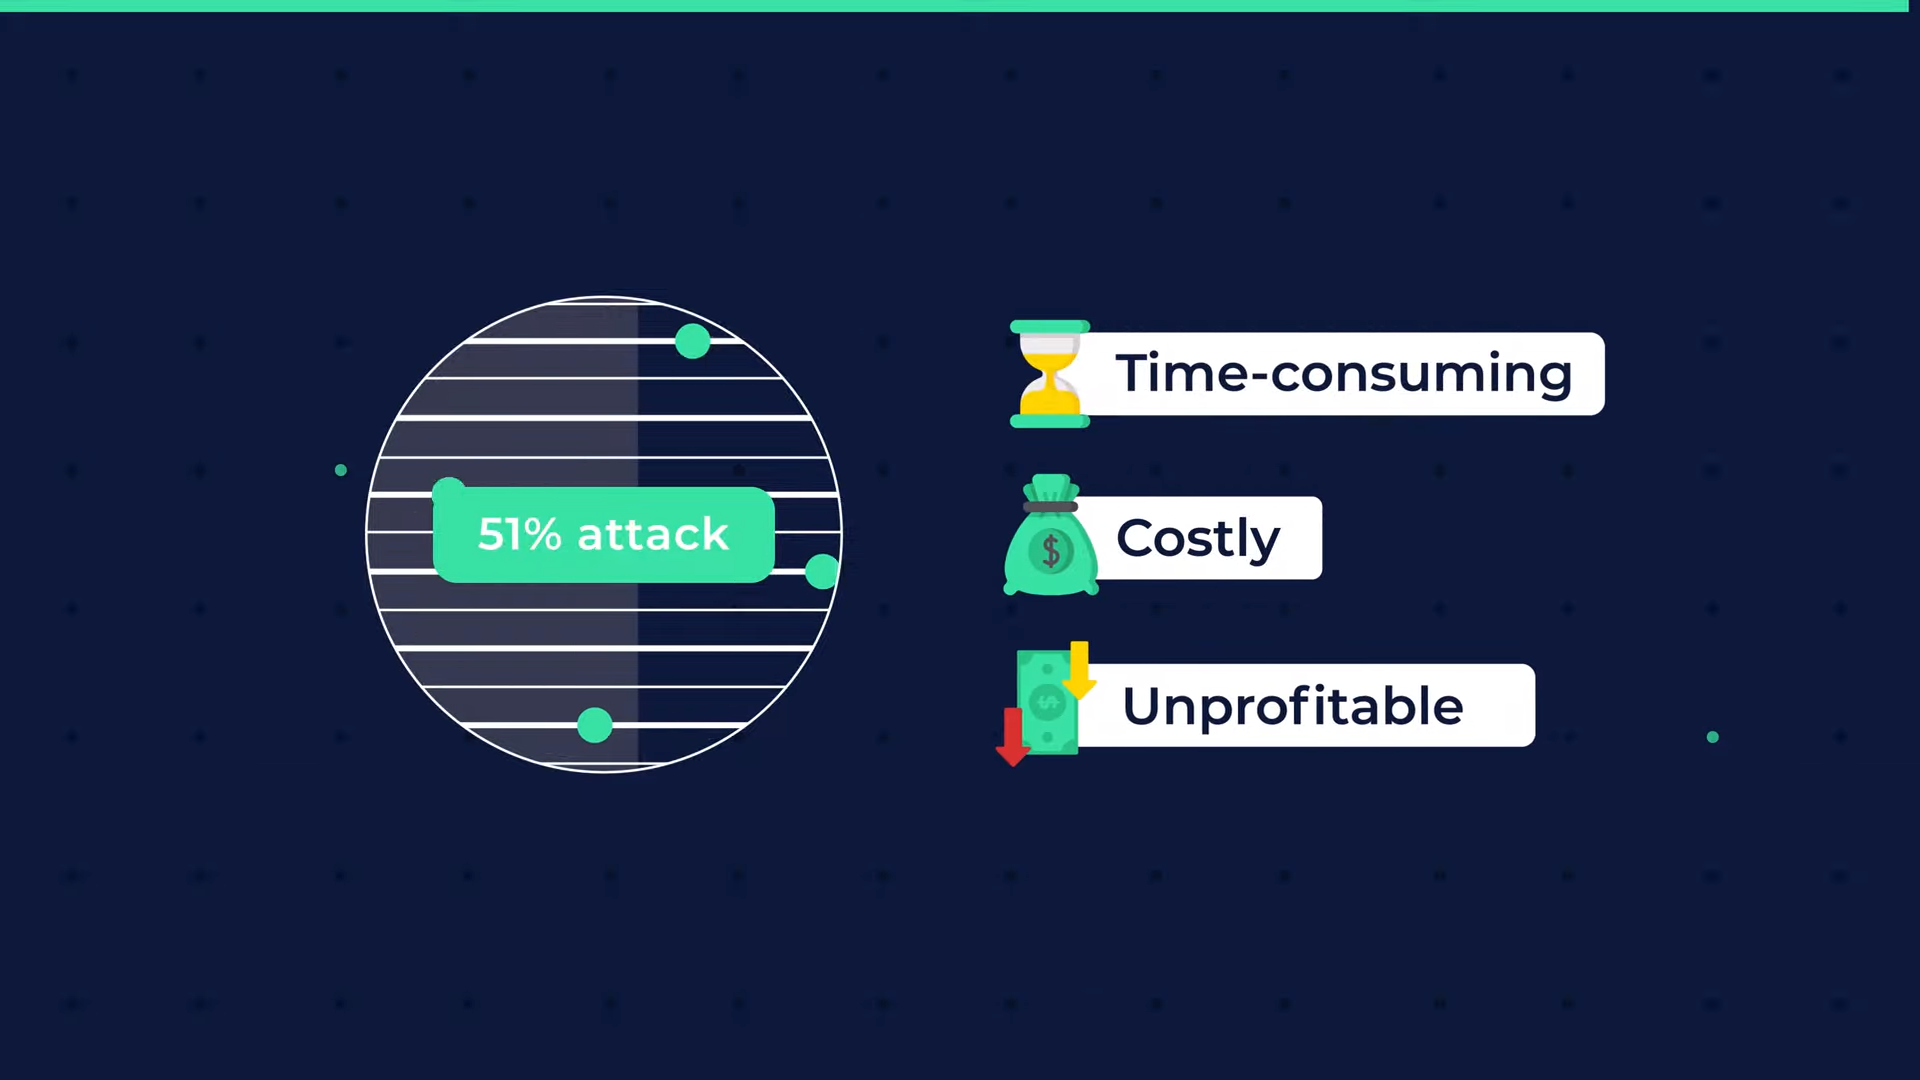 51% attack
Time-consuming
Costly
Unprofitable